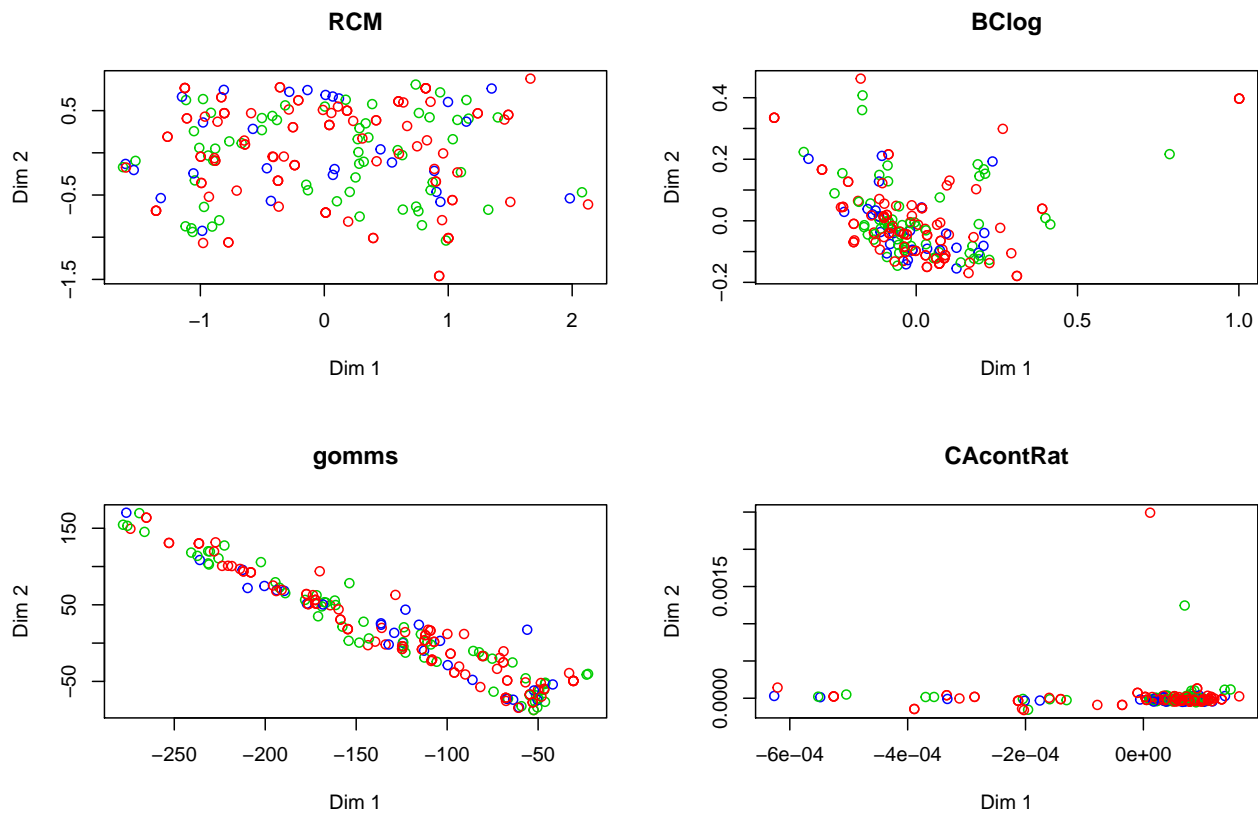 RCM
0.5
−0.5
−1.5
Dim 2
−1 0 1 2
Dim 1
BClog
0.4
0.2
0.0
−0.2
Dim 2
0.0 0.5 1.0
Dim 1
gomms
150
50
−50
Dim 2
−250 −200 −150 −100 −50
Dim 1
CAcontRat
0.0015
0.0000
Dim 2
−6e−04 −4e−04 −2e−04 0e+00
Dim 1